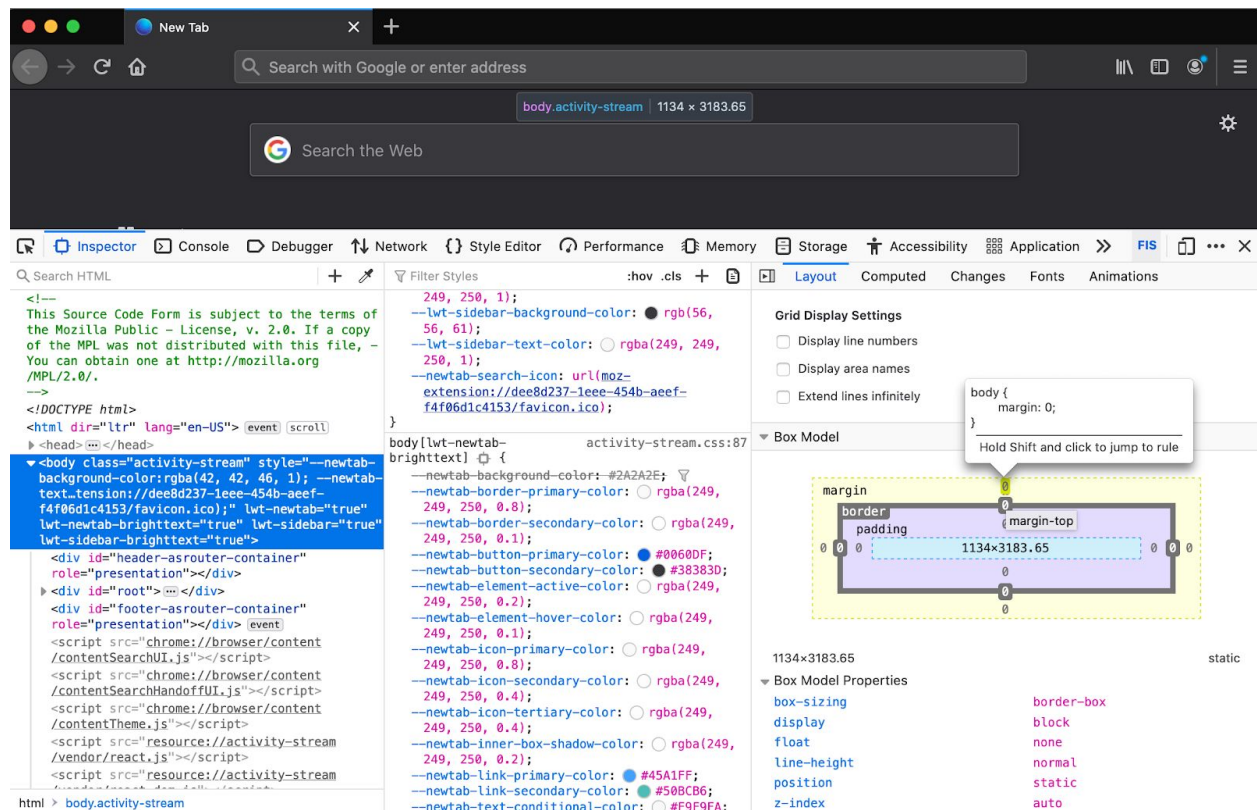 New Tab
Search with Google or enter address
body.activity-stream | 1134 × 3183.65
Search the Web
Inspector Console Debugger Network {} Style Editor Performance Memory Storage Accessibility Application FIS
Search HTML
<!--
This Source Code Form is subject to the terms of
the Mozilla Public - License, v. 2.0. If a copy
of the MPL was not distributed with this file, -
You can obtain one at http://mozilla.org
/MPL/2.0/.
-->
<!DOCTYPE html>
<html dir="ltr" lang="en-US"> event scroll
<head> ... </head>
<body class="activity-stream" style="--newtab-
background-color:rgba(42, 42, 46, 1); --newtab-
text…tension://dee8d237-1eee-454b-aeef-
f4f06d1c4153/favicon.ico);" lwt-newtab="true"
lwt-newtab-brighttext="true" lwt-sidebar="true"
lwt-sidebar-brighttext="true">
<div id="header-asrouter-container"
role="presentation"></div>
<div id="root"> ... </div>
<div id="footer-asrouter-container"
role="presentation"></div> event
<script src="chrome://browser/content
/contentSearchUI.js"></script>
<script src="chrome://browser/content
/contentSearchHandoffUI.js"></script>
<script src="chrome://browser/content
/contentTheme.js"></script>
<script src="resource://activity-stream
/vendor/react.js"></script>
<script src="resource://activity-stream
html > body.activity-stream
Filter Styles :hov .cls +
249, 250, 1);
--lwt-sidebar-background-color: rgb(56,
56, 61);
--lwt-sidebar-text-color: rgba(249, 249,
250, 1);
--newtab-search-icon: url(moz-
extension://dee8d237-1eee-454b-aeef-
f4f06d1c4153/favicon.ico);
}
body[lwt-newtab- activity-stream.css:87
brighttext] {
--newtab-background-color: #2A2A2E;
--newtab-border-primary-color: rgba(249,
249, 250, 0.8);
--newtab-border-secondary-color: rgba(249,
249, 250, 0.1);
--newtab-button-primary-color: #0060DF;
--newtab-button-secondary-color: #38383D;
--newtab-element-active-color: rgba(249,
249, 250, 0.2);
--newtab-element-hover-color: rgba(249,
249, 250, 0.1);
--newtab-icon-primary-color: rgba(249,
249, 250, 0.8);
--newtab-icon-secondary-color: rgba(249,
249, 250, 0.4);
--newtab-icon-tertiary-color: rgba(249,
249, 250, 0.4);
--newtab-inner-box-shadow-color: rgba(249,
249, 250, 0.2);
--newtab-link-primary-color: #45A1FF;
--newtab-link-secondary-color: #50BCB6;
--newtab-text-conditional-color: #F9F9FA;
Layout Computed Changes Fonts Animations
Grid Display Settings
Display line numbers
Display area names
Extend lines infinitely
body {
margin: 0;
}
Hold Shift and click to jump to rule
Box Model
margin 0
border 0
margin-top
padding
0 0 0 1134×3183.65 0 0 0
0
0
0
1134×3183.65 static
Box Model Properties
box-sizing border-box
display block
float none
line-height normal
position static
z-index auto